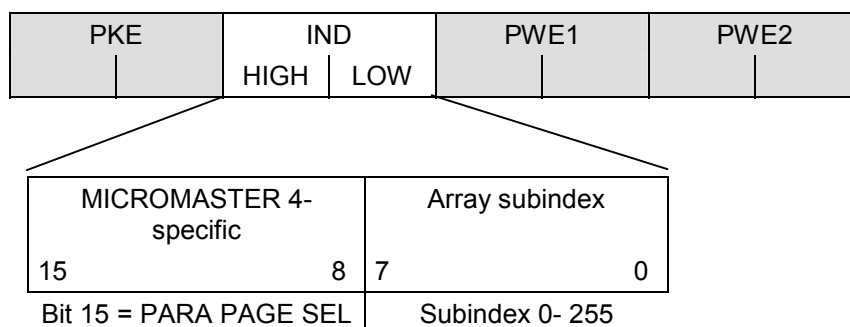 PKE IND PWE1 PWE2
HIGH LOW
MICROMASTER 4- Array subindex
specific
15 8 7 0
Bit 15 = PARA PAGE SEL Subindex 0- 255